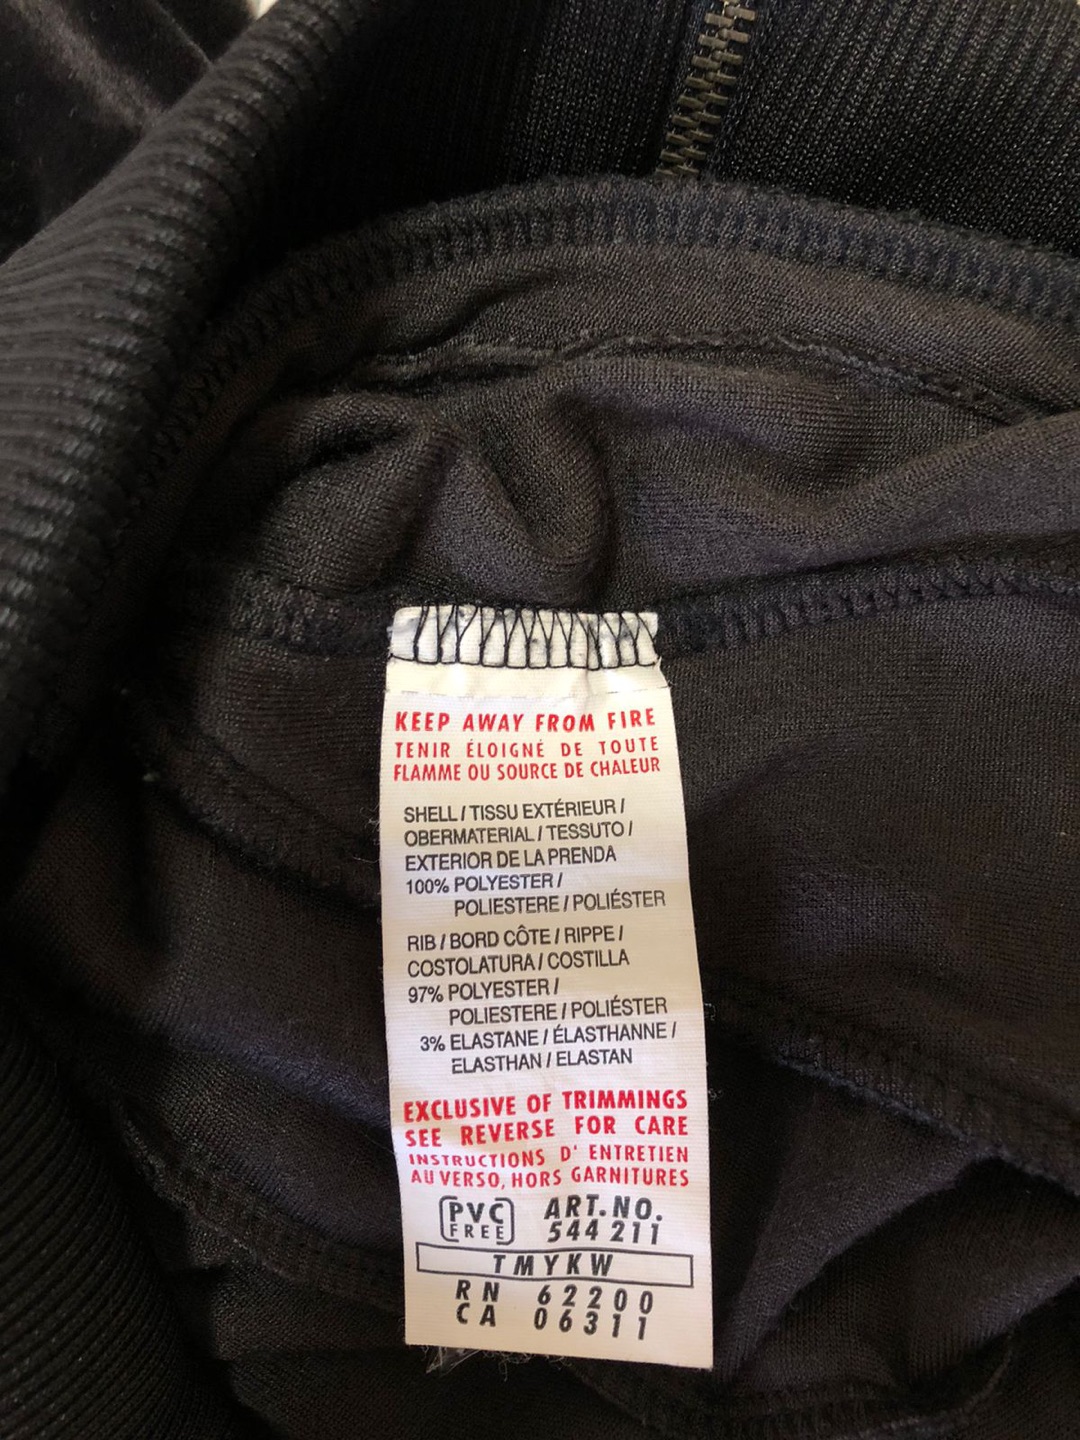 KEEP AWAY FROM FIRE
TENIR ÉLOIGNÉ DE TOUTE
FLAMME OU SOURCE DE CHALEUR
SHELL / TISSU EXTÉRIEUR /
OBERMATERIAL / TESSUTO /
EXTERIOR DE LA PRENDA
100% POLYESTER /
POLIESTERE / POLIÉSTER
RIB / BORD CÔTE / RIPPE /
COSTOLATURA / COSTILLA
97% POLYESTER /
POLIESTERE / POLIÉSTER
3% ELASTANE / ÉLASTHANNE /
ELASTHAN / ELASTAN
EXCLUSIVE OF TRIMMINGS
SEE REVERSE FOR CARE
INSTRUCTIONS D' ENTRETIEN
AU VERSO, HORS GARNITURES
PVC FREE
ART.NO.
544 211
TMYKW
RN 62200
CA 06311